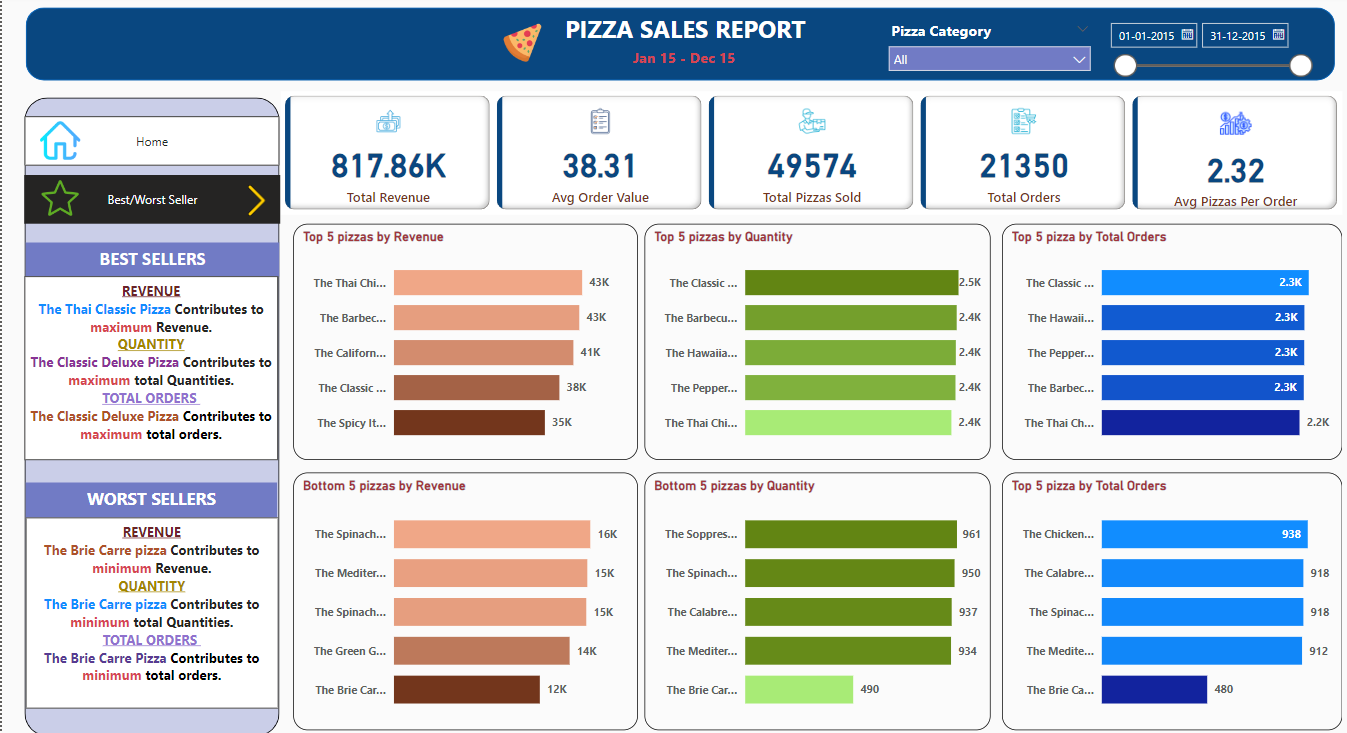 PIZZA SALES REPORT
Jan 15 - Dec 15
Pizza Category
All
01-01-2015
31-12-2015
Home
Best/Worst Seller
817.86K
Total Revenue
38.31
Avg Order Value
49574
Total Pizzas Sold
21350
Total Orders
2.32
Avg Pizzas Per Order
BEST SELLERS
REVENUE
The Thai Classic Pizza Contributes to
maximum Revenue.
QUANTITY
The Classic Deluxe Pizza Contributes to
maximum total Quantities.
TOTAL ORDERS
The Classic Deluxe Pizza Contributes to
maximum total orders.
WORST SELLERS
REVENUE
The Brie Carre pizza Contributes to
minimum Revenue.
QUANTITY
The Brie Carre pizza Contributes to
minimum total Quantities.
TOTAL ORDERS
The Brie Carre Pizza Contributes to
minimum total orders.
Top 5 pizzas by Revenue
The Thai Chi... 43K
The Barbec... 43K
The Californ... 41K
The Classic ... 38K
The Spicy It... 35K
Top 5 pizzas by Quantity
The Classic ... 2.5K
The Barbecu... 2.4K
The Hawaiia... 2.4K
The Pepper... 2.4K
The Thai Chi... 2.4K
Top 5 pizza by Total Orders
The Classic ... 2.3K
The Hawaii... 2.3K
The Pepper... 2.3K
The Barbec... 2.3K
The Thai Ch... 2.2K
Bottom 5 pizzas by Revenue
The Spinach... 16K
The Mediter... 15K
The Spinach... 15K
The Green G... 14K
The Brie Car... 12K
Bottom 5 pizzas by Quantity
The Soppres... 961
The Spinach... 950
The Calabre... 937
The Mediter... 934
The Brie Car... 490
Top 5 pizza by Total Orders
The Chicken... 938
The Calabre... 918
The Spinac... 918
The Medite... 912
The Brie Ca... 480